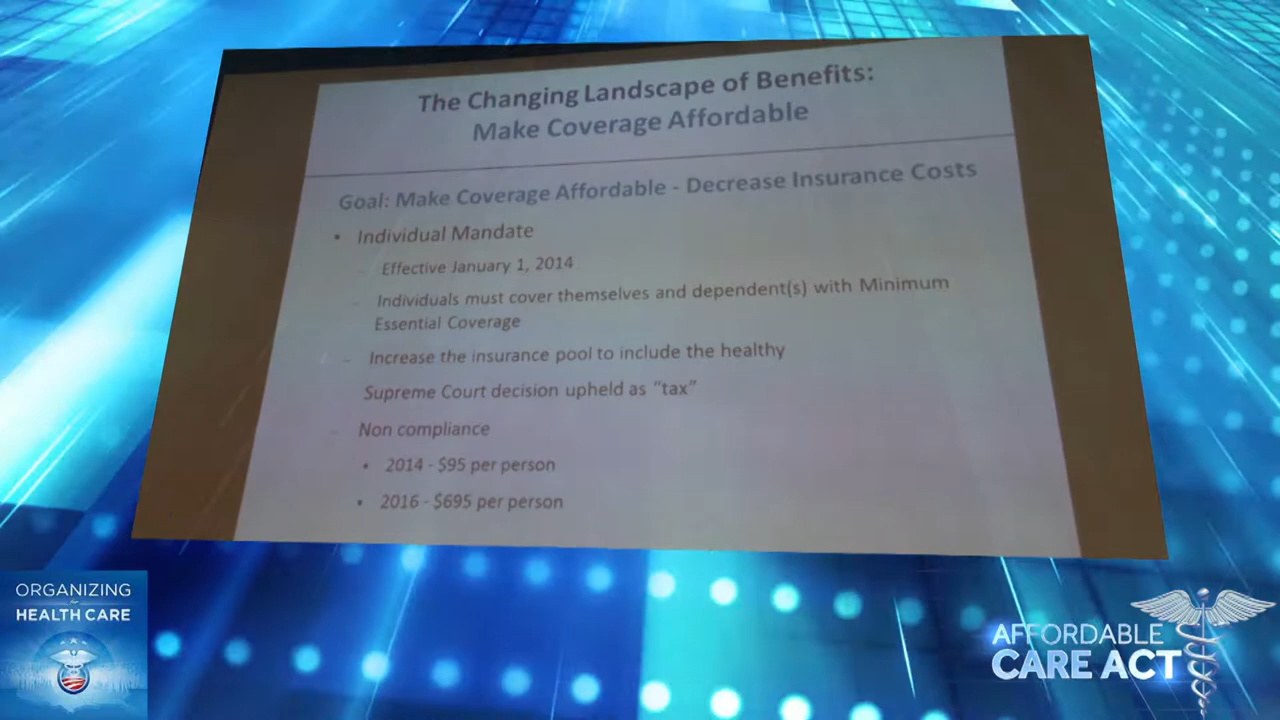 The Changing Landscape of Benefits:
Make Coverage Affordable
Goal: Make Coverage Affordable - Decrease Insurance Costs
• Individual Mandate
– Effective January 1, 2014
– Individuals must cover themselves and dependent(s) with Minimum
Essential Coverage
– Increase the insurance pool to include the healthy
Supreme Court decision upheld as “tax”
– Non compliance
• 2014 - $95 per person
• 2016 - $695 per person
ORGANIZING
for
HEALTH CARE
AFFORDABLE
CARE ACT